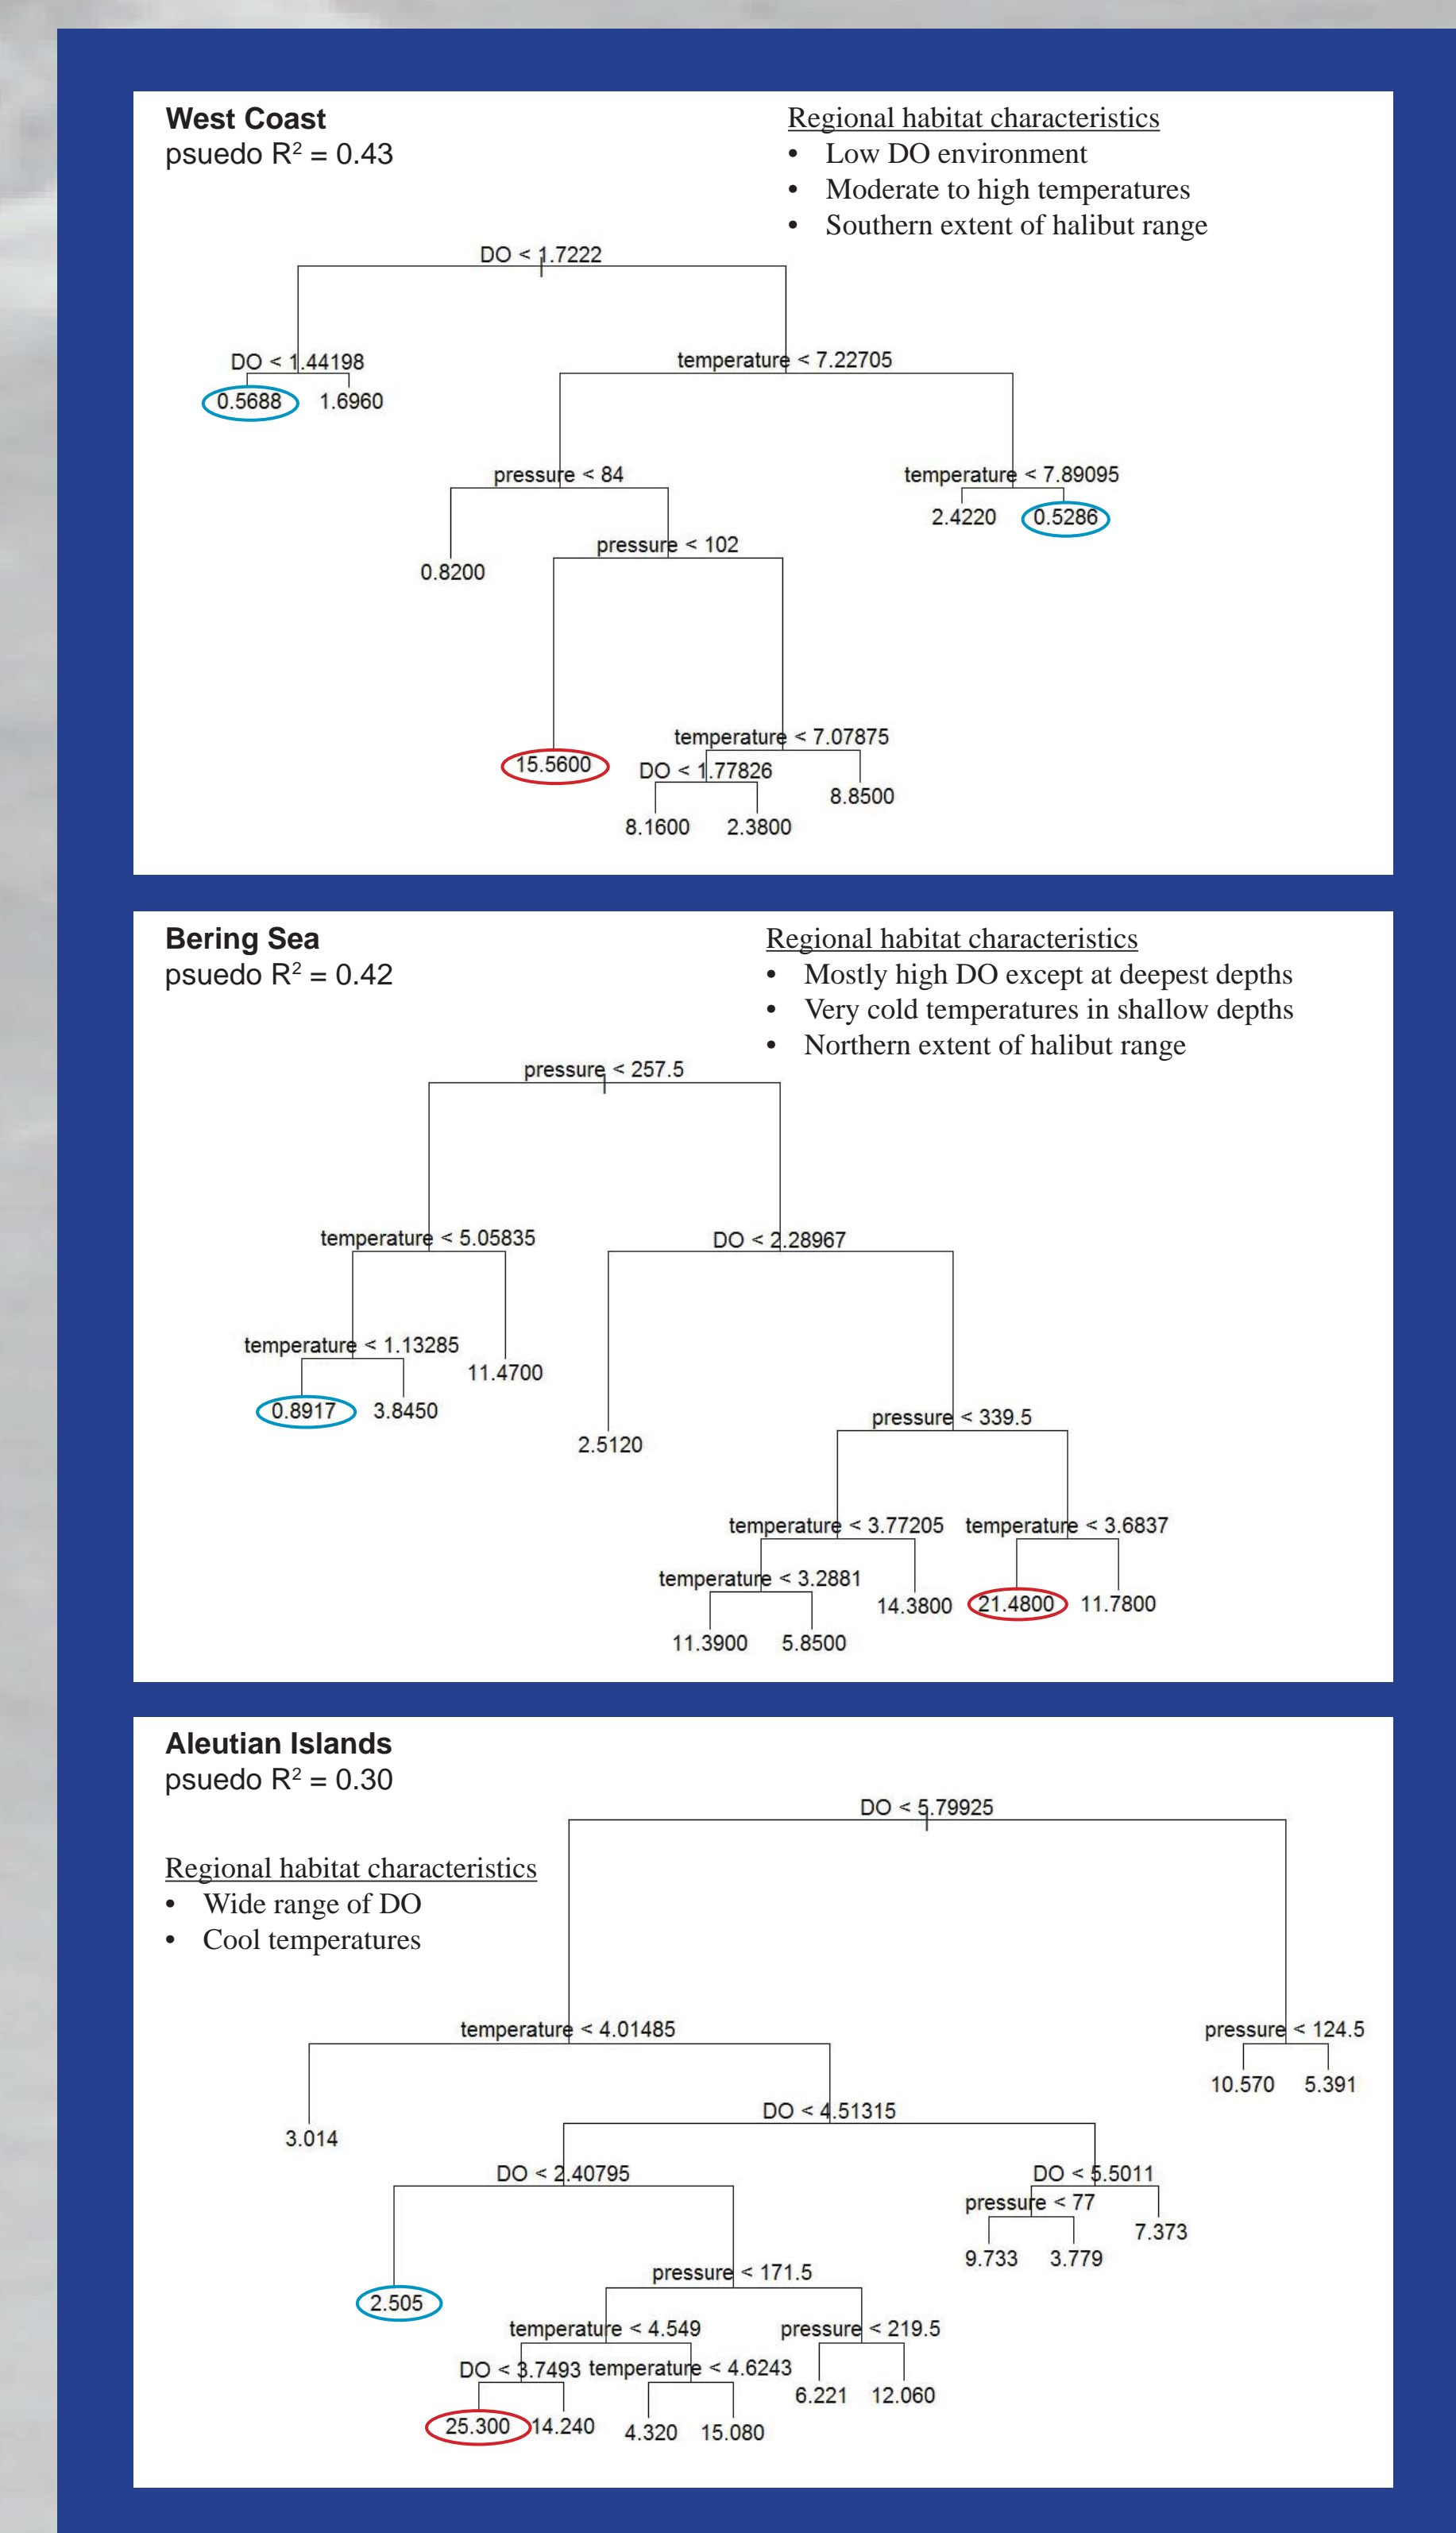 West Coast
psuedo R² = 0.43
Regional habitat characteristics
• Low DO environment
• Moderate to high temperatures
• Southern extent of halibut range
DO < 1.7222
DO < 1.44198
temperature < 7.22705
0.5688 1.6960
pressure < 84
temperature < 7.89095
2.4220 0.5286
pressure < 102
0.8200
temperature < 7.07875
15.5600
DO < 1.77826
8.8500
8.1600 2.3800
Bering Sea
psuedo R² = 0.42
Regional habitat characteristics
• Mostly high DO except at deepest depths
• Very cold temperatures in shallow depths
• Northern extent of halibut range
pressure < 257.5
temperature < 5.05835
DO < 2.28967
temperature < 1.13285
11.4700
0.8917 3.8450
pressure < 339.5
2.5120
temperature < 3.77205 temperature < 3.6837
temperature < 3.2881
14.3800 21.4800 11.7800
11.3900 5.8500
Aleutian Islands
psuedo R² = 0.30
DO < 5.79925
Regional habitat characteristics
• Wide range of DO
• Cool temperatures
temperature < 4.01485
pressure < 124.5
10.570 5.391
DO < 4.51315
3.014
DO < 2.40795
DO < 5.5011
pressure < 77
7.373
9.733 3.779
pressure < 171.5
2.505
temperature < 4.549
pressure < 219.5
DO < 3.7493 temperature < 4.6243
6.221 12.060
25.300 14.240 4.320 15.080